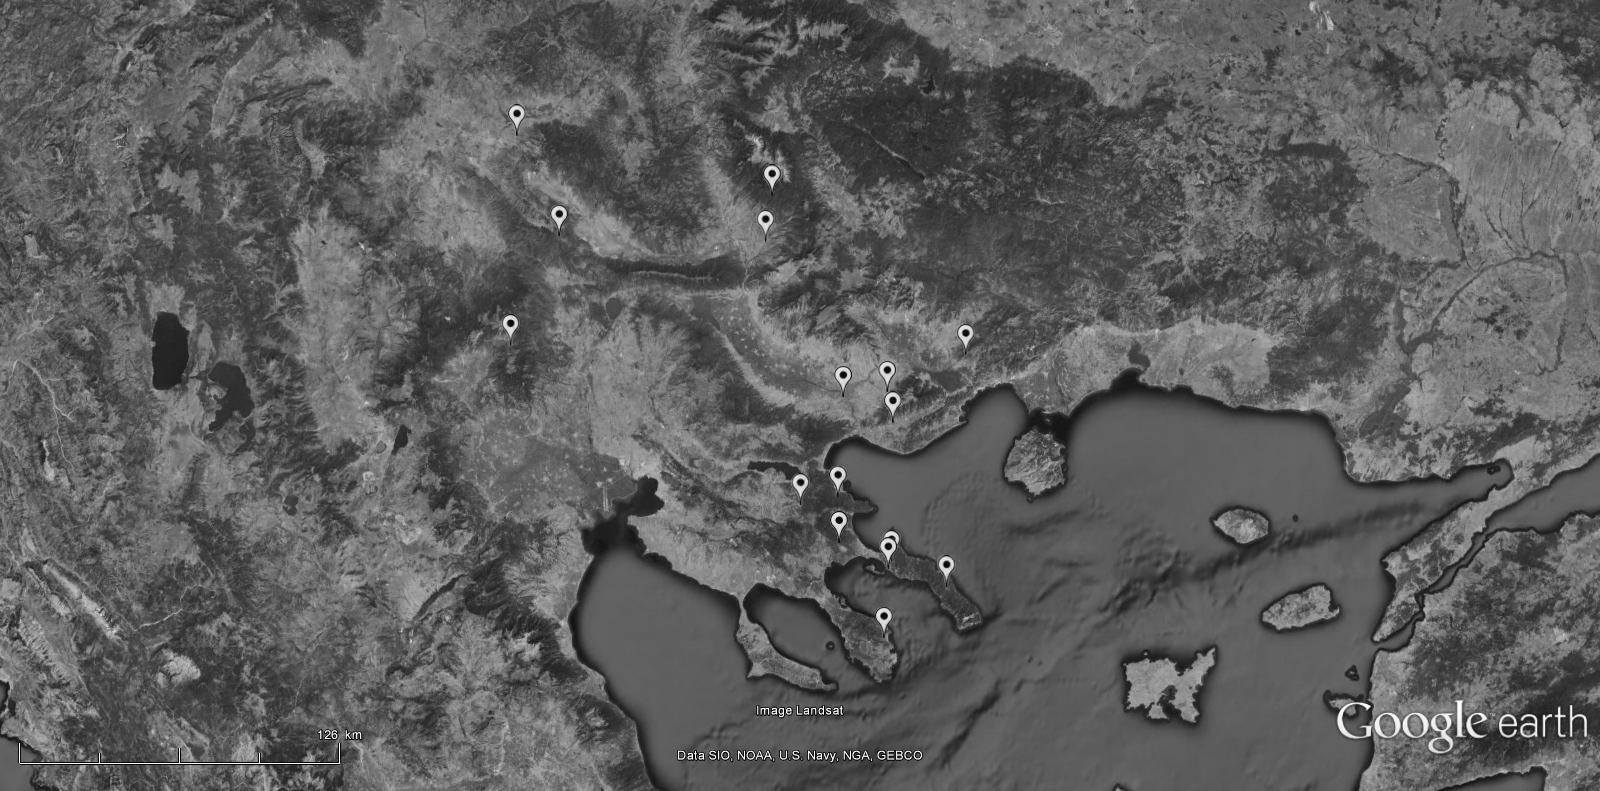 126 km
Image Landsat
Google earth
Data SIO, NOAA, U.S. Navy, NGA, GEBCO